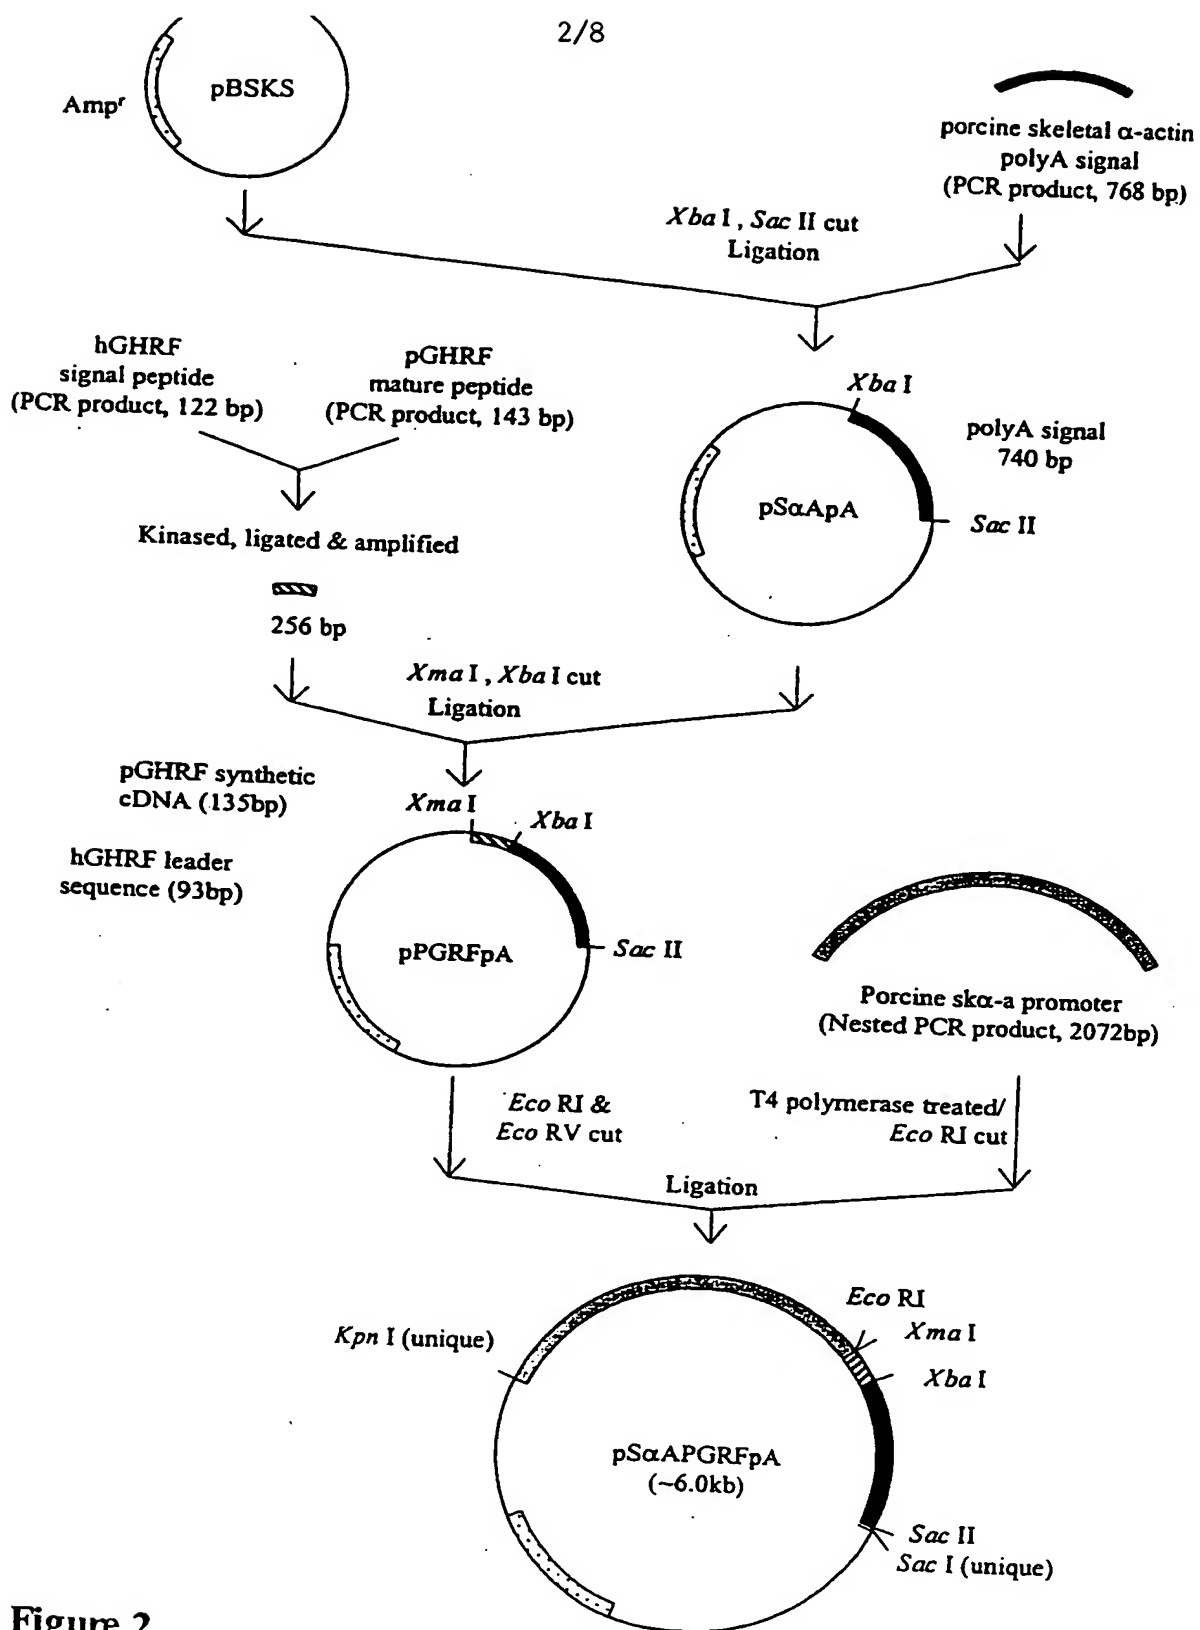 2/8
pBSKS
Ampʳ
porcine skeletal α-actin
polyA signal
(PCR product, 768 bp)
Xba I, Sac II cut
Ligation
hGHRF
signal peptide
(PCR product, 122 bp)
pGHRF
mature peptide
(PCR product, 143 bp)
Xba I
polyA signal
740 bp
pSαApA
Sac II
Kinased, ligated & amplified
256 bp
Xma I, Xba I cut
Ligation
pGHRF synthetic
cDNA (135bp)
Xma I
Xba I
hGHRF leader
sequence (93bp)
pPGRFpA
Sac II
Porcine skα-a promoter
(Nested PCR product, 2072bp)
Eco RI &
Eco RV cut
T4 polymerase treated/
Eco RI cut
Ligation
Eco RI
Xma I
Kpn I (unique)
Xba I
pSαAPGRFpA
(~6.0kb)
Sac II
Sac I (unique)
Figure 2